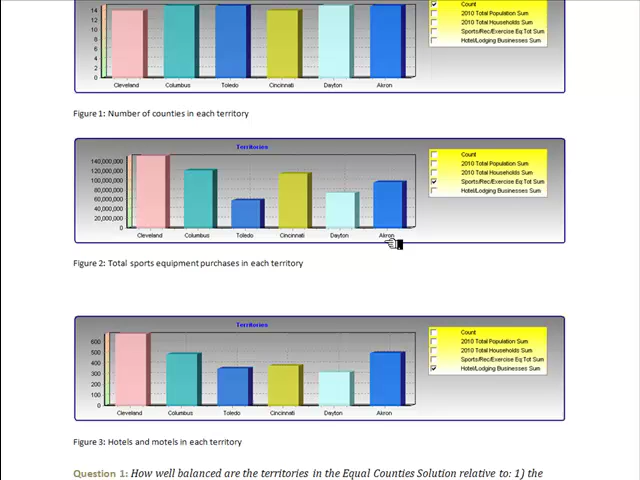 14
12
10
8
6
4
2
0
Cleveland Columbus Toledo Cincinnati Dayton Akron
Count
2010 Total Population Sum
2010 Total Households Sum
Sports/Rec/Exercise Eq Tot Sum
Hotel/Lodging Businesses Sum
Figure 1: Number of counties in each territory
Territories
140,000,000
120,000,000
100,000,000
80,000,000
60,000,000
40,000,000
20,000,000
0
Cleveland Columbus Toledo Cincinnati Dayton Akron
Count
2010 Total Population Sum
2010 Total Households Sum
Sports/Rec/Exercise Eq Tot Sum
Hotel/Lodging Businesses Sum
Figure 2: Total sports equipment purchases in each territory
Territories
600
500
400
300
200
100
0
Cleveland Columbus Toledo Cincinnati Dayton Akron
Count
2010 Total Population Sum
2010 Total Households Sum
Sports/Rec/Exercise Eq Tot Sum
Hotel/Lodging Businesses Sum
Figure 3: Hotels and motels in each territory
Question 1: How well balanced are the territories in the Equal Counties Solution relative to: 1) the